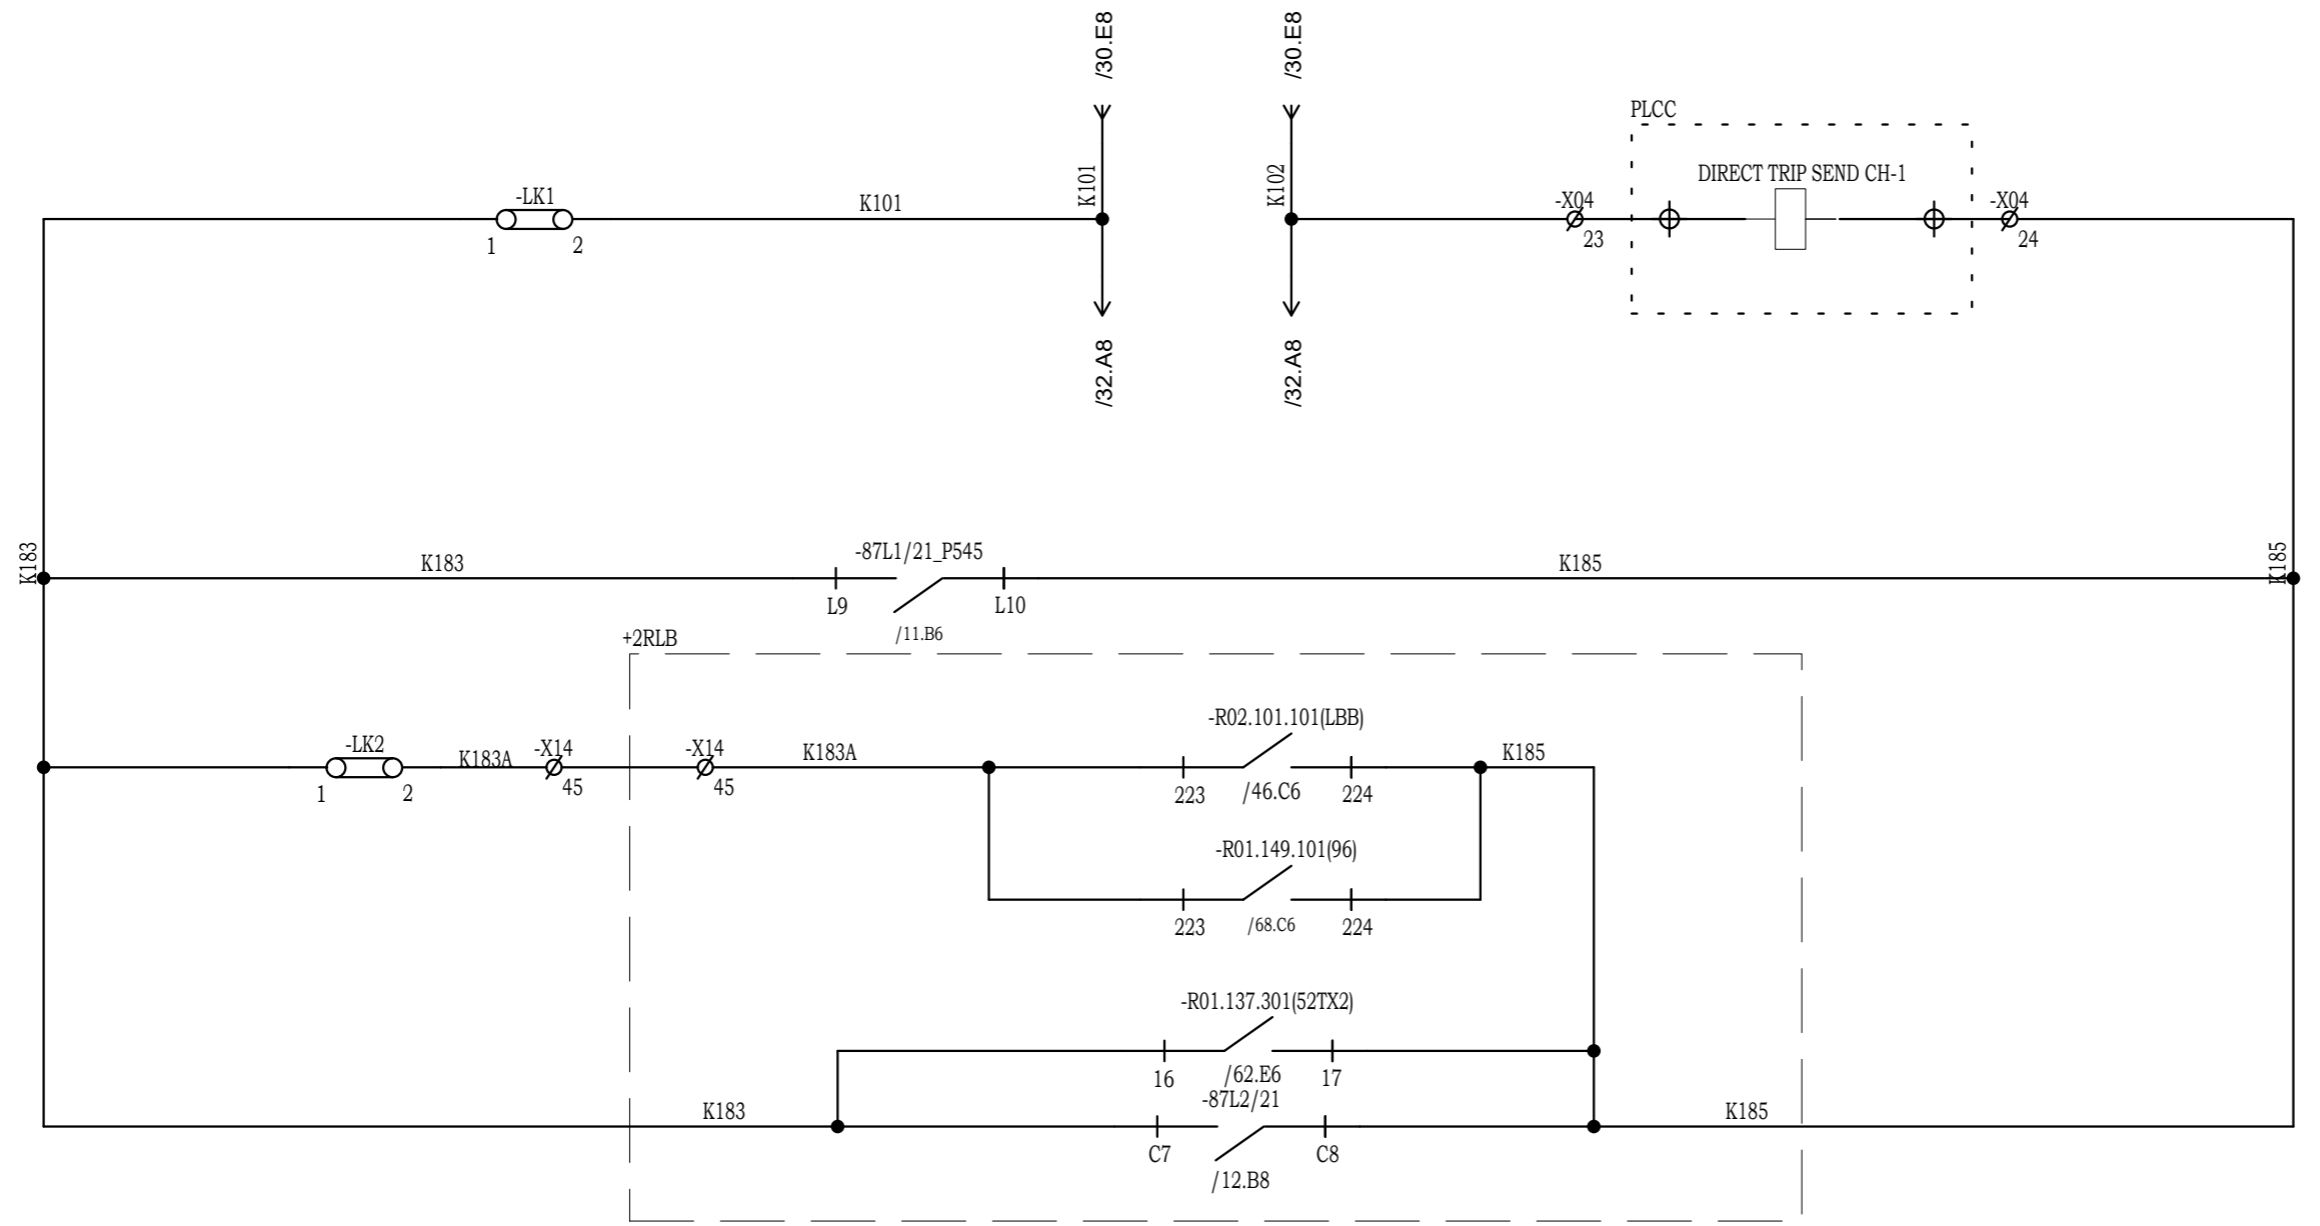 /30.E8
/30.E8
PLCC
DIRECT TRIP SEND CH-1
-LK1
K101
K101
K102
-X04
-X04
1
2
23
24
/32.A8
/32.A8
K183
K183
-87L1/21_P545
K185
K185
L9
L10
/11.B6
+2RLB
-R02.101.101(LBB)
-LK2
K183A
-X14
-X14
K183A
K185
1
2
45
45
223
/46.C6
224
-R01.149.101(96)
223
/68.C6
224
-R01.137.301(52TX2)
16
/62.E6
17
-87L2/21
K183
K185
C7
C8
/12.B8